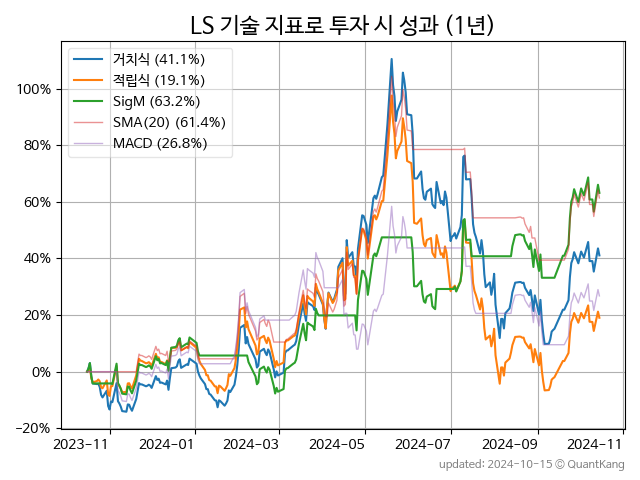 LS 기술 지표로 투자 시 성과 (1년)
거치식 (41.1%)
적립식 (19.1%)
SigM (63.2%)
SMA(20) (61.4%)
MACD (26.8%)
100%
80%
60%
40%
20%
0%
−20%
2023-11 2024-01 2024-03 2024-05 2024-07 2024-09 2024-11
updated: 2024-10-15 © QuantKang